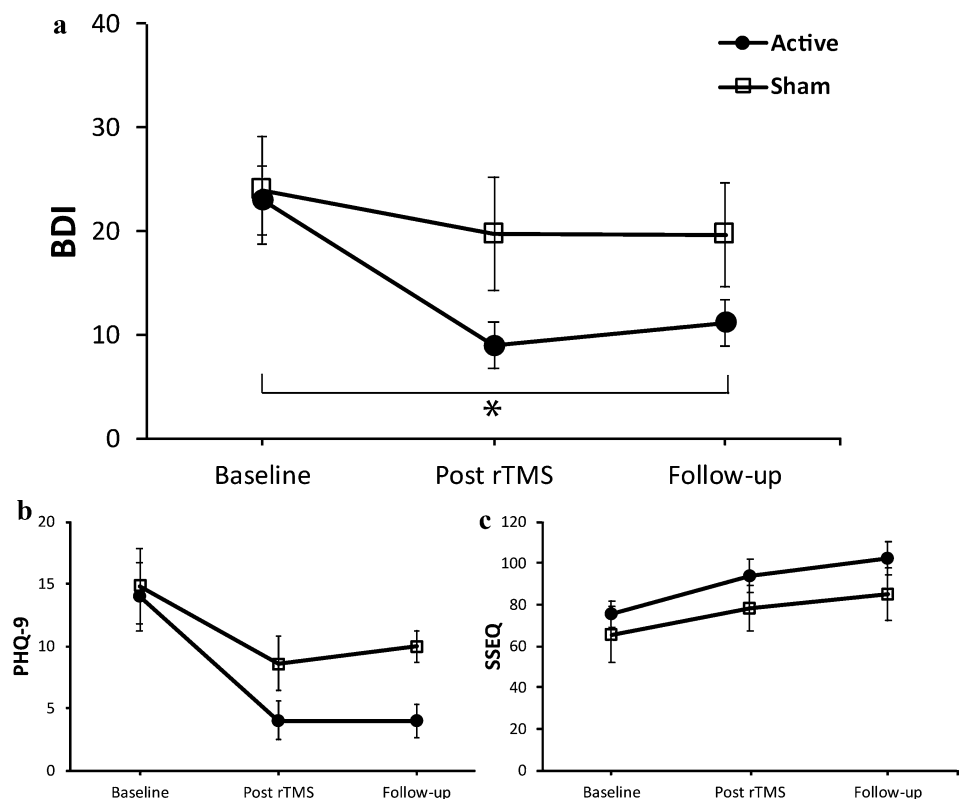 a
40
30
20
10
0
BDI
Active
Sham
*
Baseline Post rTMS Follow-up
b
20
15
10
5
0
PHQ-9
Baseline Post rTMS Follow-up
c
120
100
80
60
40
20
0
SSEQ
Baseline Post rTMS Follow-up